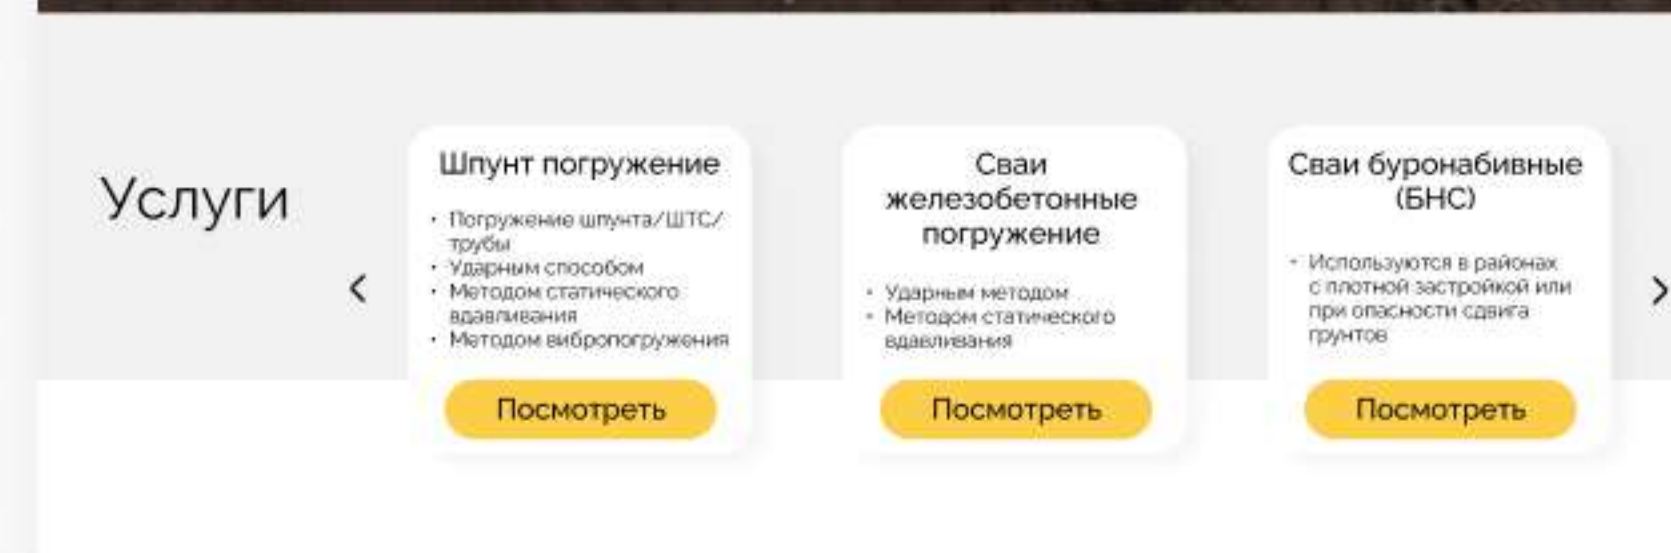 Услуги
Шпунт погружение
• Погружение шпунта/ШТС/
трубы
• Ударным способом
• Методом статического
вдавливания
• Методом вибропогружения
Посмотреть
Сваи
железобетонные
погружение
• Ударным методом
• Методом статического
вдавливания
Посмотреть
Сваи буронабивные
(БНС)
• Используются в районах
с плотной застройкой или
при опасности сдвига
грунтов
Посмотреть